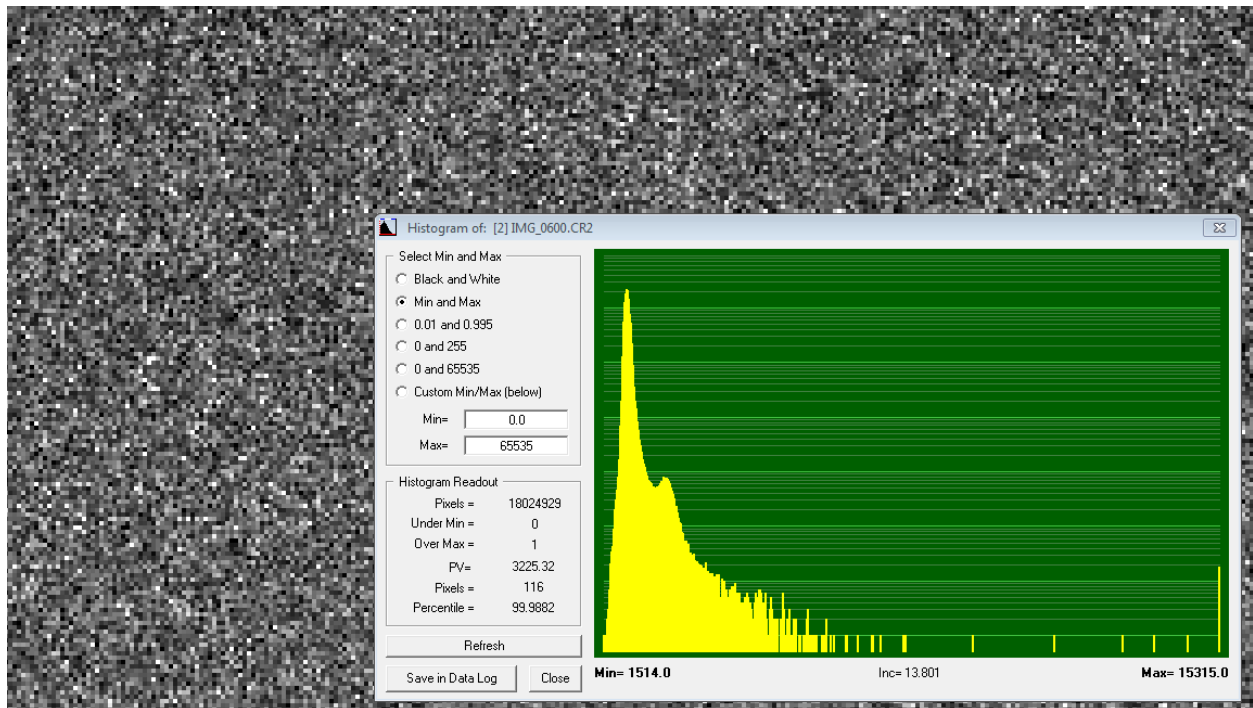 Histogram of: [2] IMG_0600.CR2
Select Min and Max
Black and White
Min and Max
0.01 and 0.995
0 and 255
0 and 65535
Custom Min/Max (below)
Min= 0.0
Max= 65535
Histogram Readout
Pixels = 18024929
Under Min = 0
Over Max = 1
PV= 3225.32
Pixels = 116
Percentile = 99.9882
Refresh
Save in Data Log Close
Min= 1514.0 Inc= 13.801 Max= 15315.0